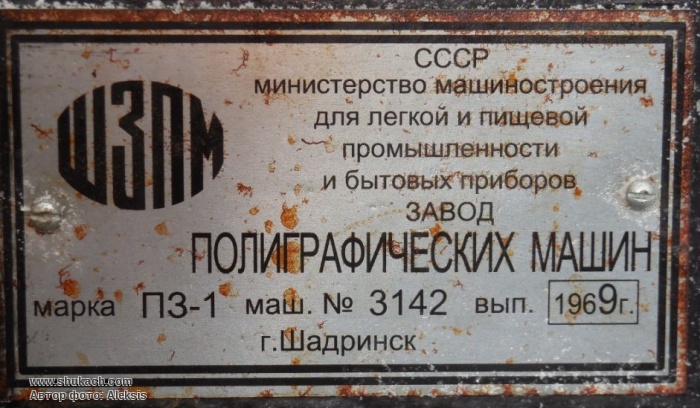 ШЗПМ
СССР
министерство машиностроения
для легкой и пищевой
промышленности
и бытовых приборов
ЗАВОД
ПОЛИГРАФИЧЕСКИХ МАШИН
марка ПЗ-1 маш. № 3142 вып. 1969г.
г.Шадринск
www.shukach.com
Автор фото: Aleksis